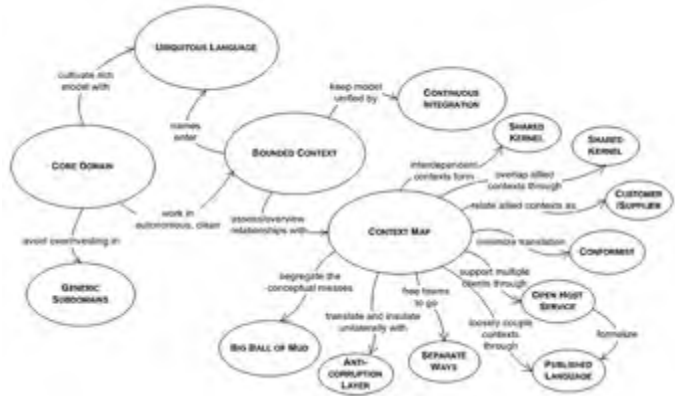 UBIQUITOUS LANGUAGE
cultivate rich
model with
keep model
unified by
CONTINUOUS
INTEGRATION
names
enter
SHARED
KERNEL
SHARED
KERNEL
CORE DOMAIN
BOUNDED CONTEXT
interdependent
contexts form
overlap allied
contexts through
relate allied contexts as
CUSTOMER
/SUPPLIER
work in
autonomous, clean
assess/overview
relationships with
CONTEXT MAP
avoid overinvesting in
minimize translation
CONFORMIST
GENERIC
SUBDOMAINS
segregate the
conceptual messes
free teams
to go
support multiple
clients through
OPEN HOST
SERVICE
translate and insulate
unilaterally with
loosely couple
contexts
through
formalize
BIG BALL OF MUD
ANTI-
CORRUPTION
LAYER
SEPARATE
WAYS
PUBLISHED
LANGUAGE